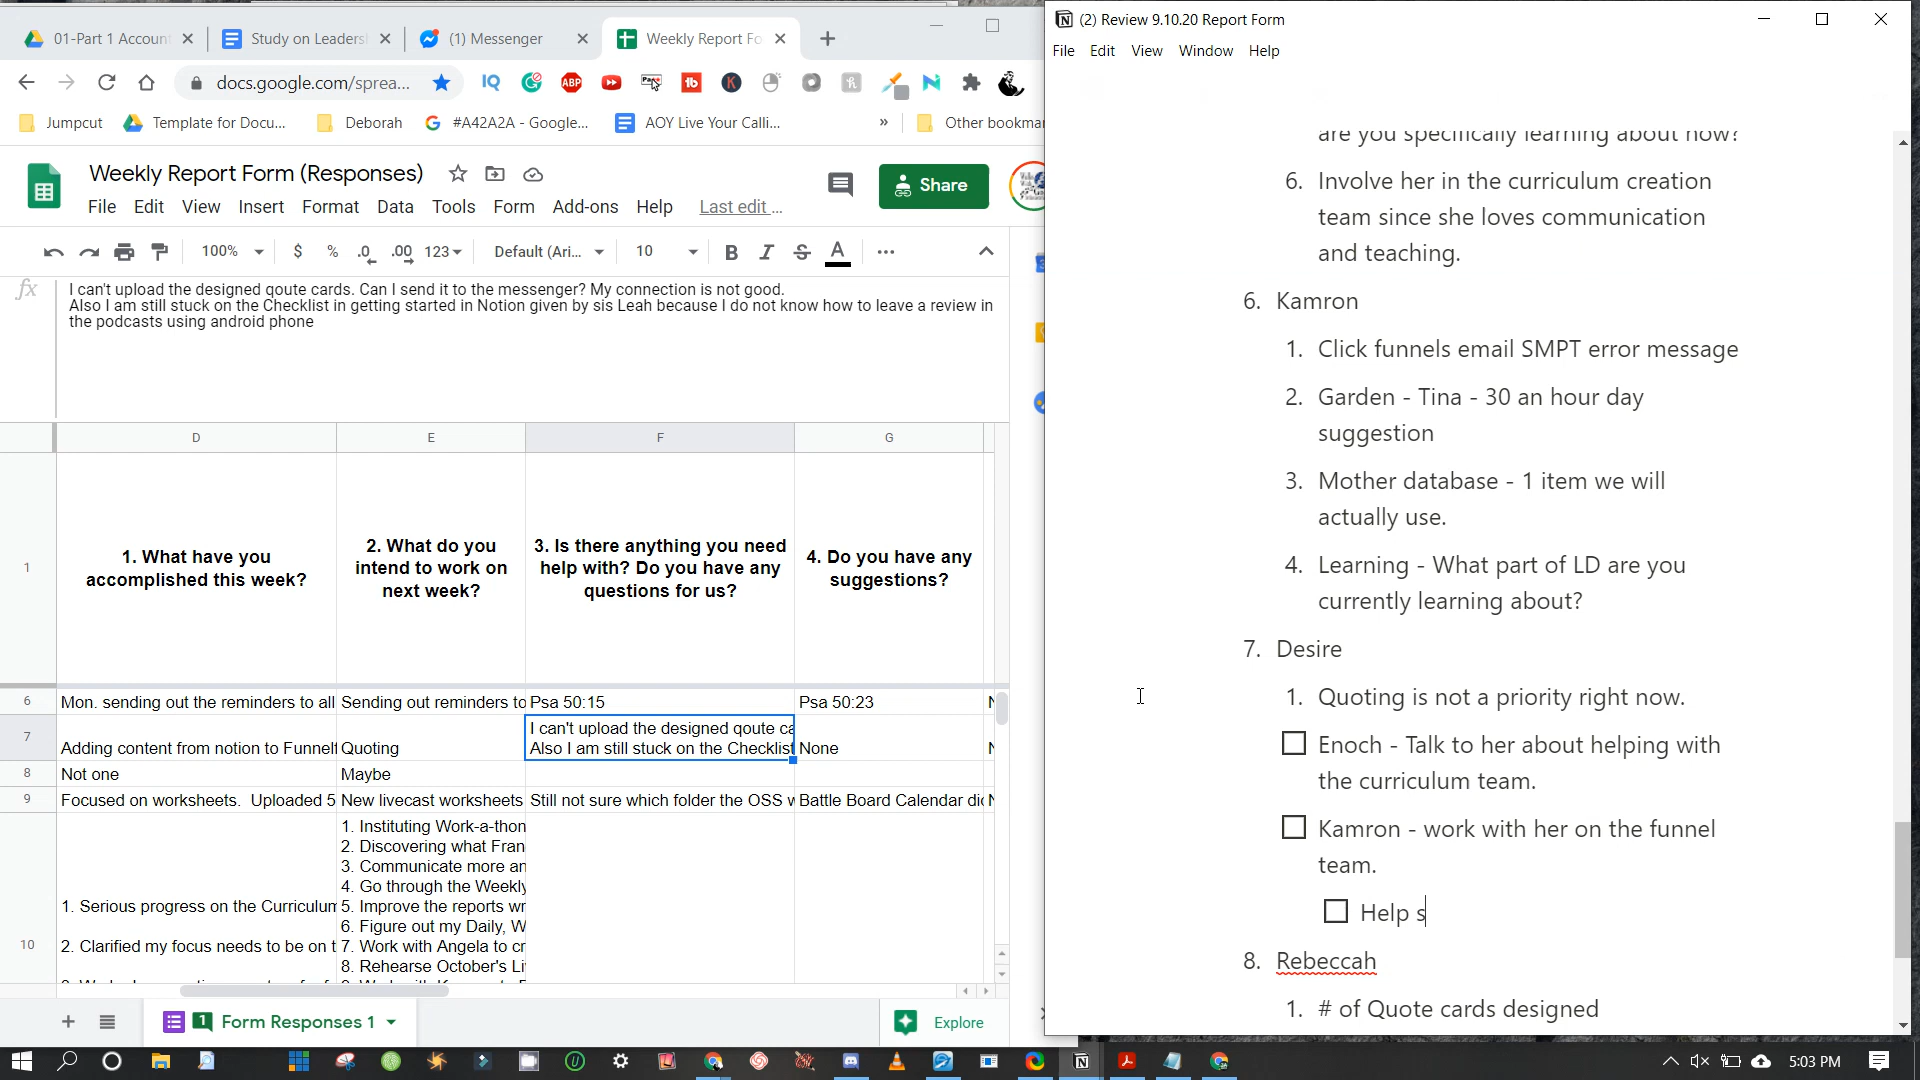 01-Part 1 Accoun
Study on Leaders
(1) Messenger
Weekly Report Fo
docs.google.com/sprea...
Jumpcut
Template for Docu...
Deborah
#A42A2A - Google...
AOY Live Your Calli...
»
Other bookmar
Weekly Report Form (Responses)
Share
File Edit View Insert Format Data Tools Form Add-ons Help Last edit ...
100% $ % .0 .00 123 Default (Ari... 10 B I S A ...
fx
I can't upload the designed qoute cards. Can I send it to the messenger? My connection is not good.
Also I am still stuck on the Checklist in getting started in Notion given by sis Leah because I do not know how to leave a review in
the podcasts using android phone
D E F G
1
1. What have you
accomplished this week?
2. What do you
intend to work on
next week?
3. Is there anything you need
help with? Do you have any
questions for us?
4. Do you have any
suggestions?
6 Mon. sending out the reminders to all Sending out reminders to Psa 50:15 Psa 50:23
7 Adding content from notion to Funnel Quoting
I can't upload the designed qoute ca
Also I am still stuck on the Checklist
None
8 Not one Maybe
9 Focused on worksheets. Uploaded 5 New livecast worksheets Still not sure which folder the OSS w Battle Board Calendar di
10
1. Serious progress on the Curriculum
2. Clarified my focus needs to be on t
1. Instituting Work-a-thon
2. Discovering what Fran
3. Communicate more an
4. Go through the Weekly
5. Improve the reports wr
6. Figure out my Daily, W
7. Work with Angela to cr
8. Rehearse October's Li
+ 1 Form Responses 1
Explore
(2) Review 9.10.20 Report Form
File Edit View Window Help
are you specifically learning about now?
6. Involve her in the curriculum creation
team since she loves communication
and teaching.
6. Kamron
1. Click funnels email SMPT error message
2. Garden - Tina - 30 an hour day
suggestion
3. Mother database - 1 item we will
actually use.
4. Learning - What part of LD are you
currently learning about?
7. Desire
1. Quoting is not a priority right now.
Enoch - Talk to her about helping with
the curriculum team.
Kamron - work with her on the funnel
team.
Help s
8. Rebeccah
1. # of Quote cards designed
5:03 PM